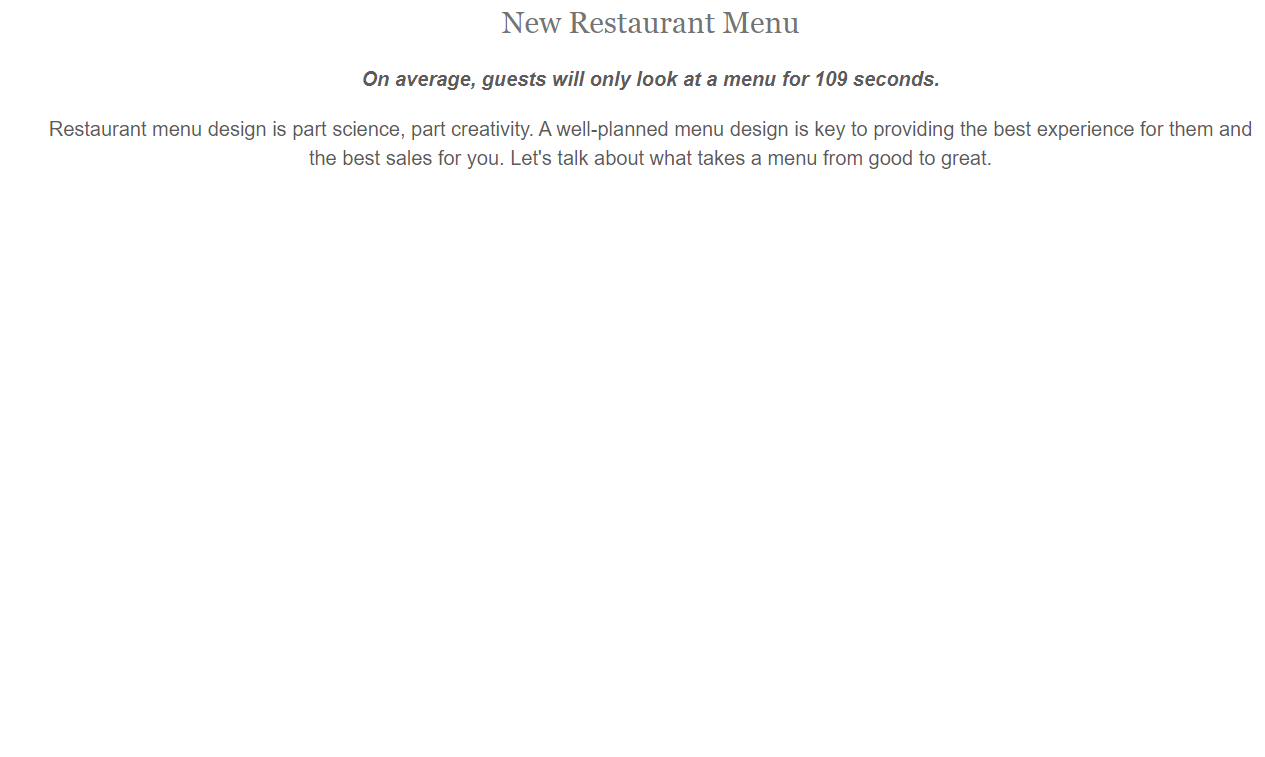 New Restaurant Menu
On average, guests will only look at a menu for 109 seconds.
Restaurant menu design is part science, part creativity. A well-planned menu design is key to providing the best experience for them and
the best sales for you. Let's talk about what takes a menu from good to great.